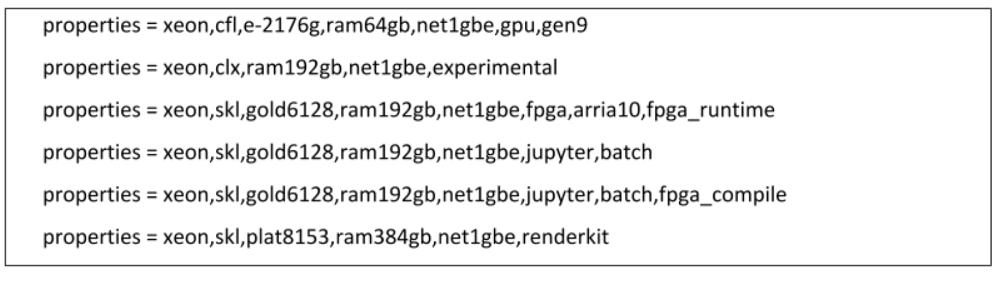 properties = xeon,cfl,e-2176g,ram64gb,net1gbe,gpu,gen9
properties = xeon,clx,ram192gb,net1gbe,experimental
properties = xeon,skl,gold6128,ram192gb,net1gbe,fpga,arria10,fpga_runtime
properties = xeon,skl,gold6128,ram192gb,net1gbe,jupyter,batch
properties = xeon,skl,gold6128,ram192gb,net1gbe,jupyter,batch,fpga_compile
properties = xeon,skl,plat8153,ram384gb,net1gbe,renderkit